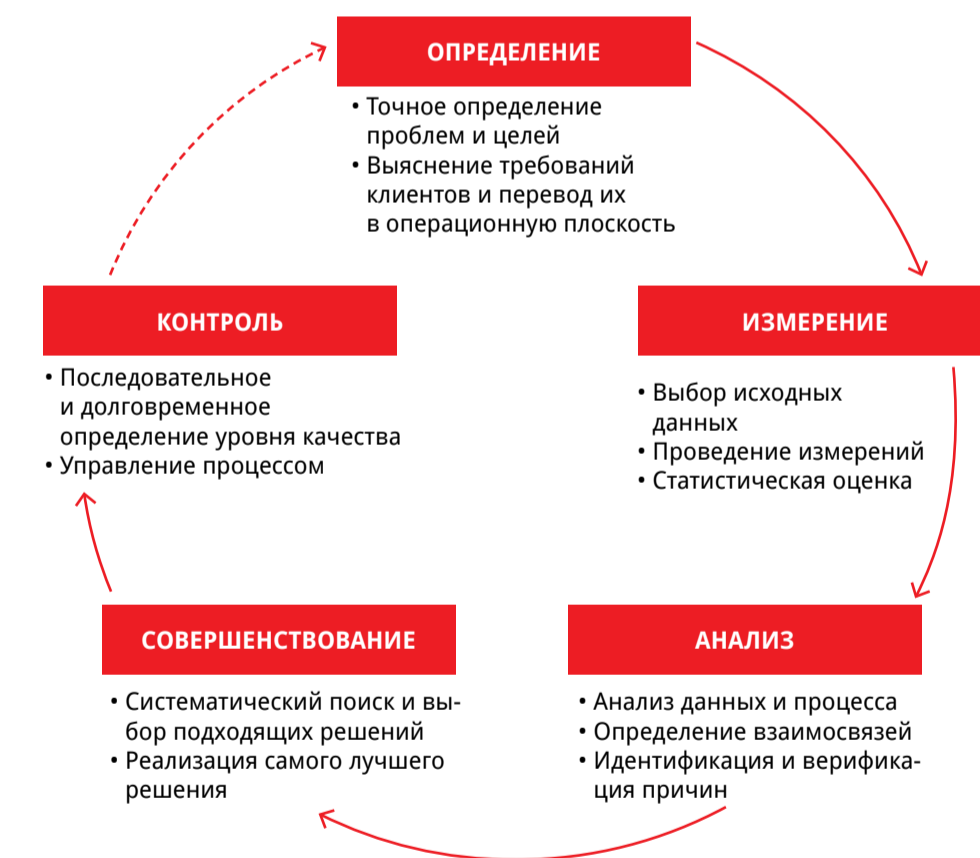 ОПРЕДЕЛЕНИЕ
• Точное определение
проблем и целей
• Выяснение требований
клиентов и перевод их
в операционную плоскость
ИЗМЕРЕНИЕ
• Выбор исходных
данных
• Проведение измерений
• Статистическая оценка
АНАЛИЗ
• Анализ данных и процесса
• Определение взаимосвязей
• Идентификация и верифика-
ция причин
СОВЕРШЕНСТВОВАНИЕ
• Систематический поиск и вы-
бор подходящих решений
• Реализация самого лучшего
решения
КОНТРОЛЬ
• Последовательное
и долговременное
определение уровня качества
• Управление процессом